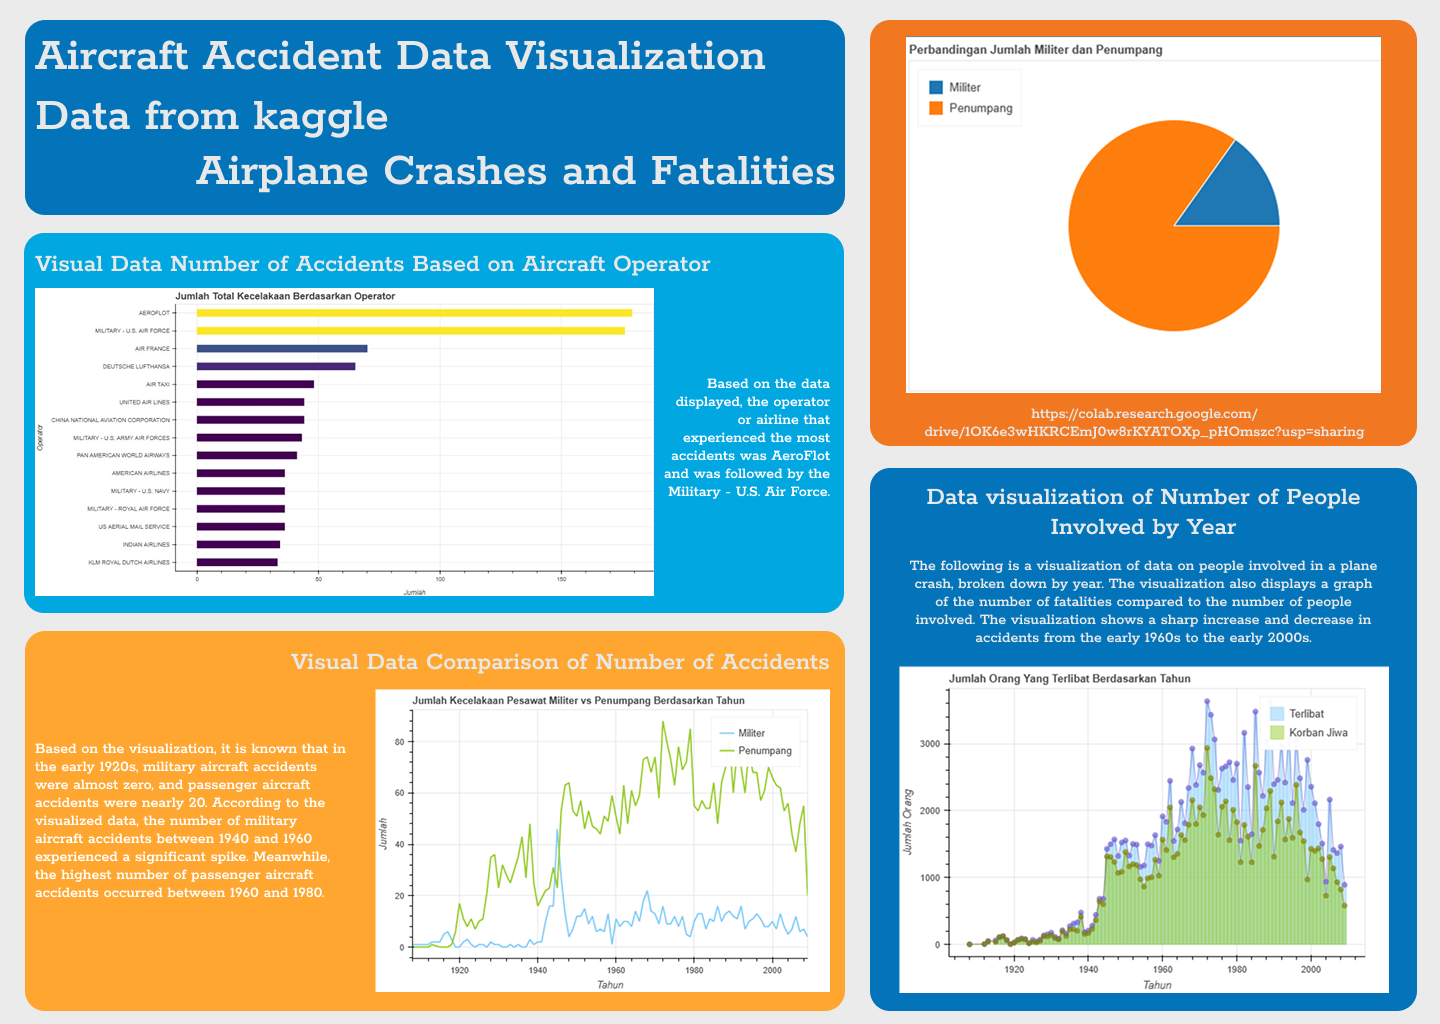 Aircraft Accident Data Visualization
Data from kaggle
Airplane Crashes and Fatalities
Visual Data Number of Accidents Based on Aircraft Operator
Jumlah Total Kecelakaan Berdasarkan Operator
AEROFLOT
MILITARY - U.S. AIR FORCE
AIR FRANCE
DEUTSCHE LUFTHANSA
AIR TAXI
UNITED AIR LINES
CHINA NATIONAL AVIATION CORPORATION
MILITARY - U.S. ARMY AIR FORCES
PAN AMERICAN WORLD AIRWAYS
AMERICAN AIRLINES
MILITARY - U.S. NAVY
MILITARY - ROYAL AIR FORCE
US AERIAL MAIL SERVICE
INDIAN AIRLINES
KLM ROYAL DUTCH AIRLINES
Operator
0 50 100 150
Jumlah
Based on the data
displayed, the operator
or airline that
experienced the most
accidents was AeroFlot
and was followed by the
Military - U.S. Air Force.
Visual Data Comparison of Number of Accidents
Based on the visualization, it is known that in
the early 1920s, military aircraft accidents
were almost zero, and passenger aircraft
accidents were nearly 20. According to the
visualized data, the number of military
aircraft accidents between 1940 and 1960
experienced a significant spike. Meanwhile,
the highest number of passenger aircraft
accidents occurred between 1960 and 1980.
Jumlah Kecelakaan Pesawat Militer vs Penumpang Berdasarkan Tahun
Militer
Penumpang
Jumlah
80
60
40
20
0
1920 1940 1960 1980 2000
Tahun
Perbandingan Jumlah Militer dan Penumpang
Militer
Penumpang
https://colab.research.google.com/
drive/1OK6e3wHKRCEmJ0w8rKYATOXp_pHOmszc?usp=sharing
Data visualization of Number of People
Involved by Year
The following is a visualization of data on people involved in a plane
crash, broken down by year. The visualization also displays a graph
of the number of fatalities compared to the number of people
involved. The visualization shows a sharp increase and decrease in
accidents from the early 1960s to the early 2000s.
Jumlah Orang Yang Terlibat Berdasarkan Tahun
Terlibat
Korban Jiwa
Jumlah Orang
3000
2000
1000
0
1920 1940 1960 1980 2000
Tahun